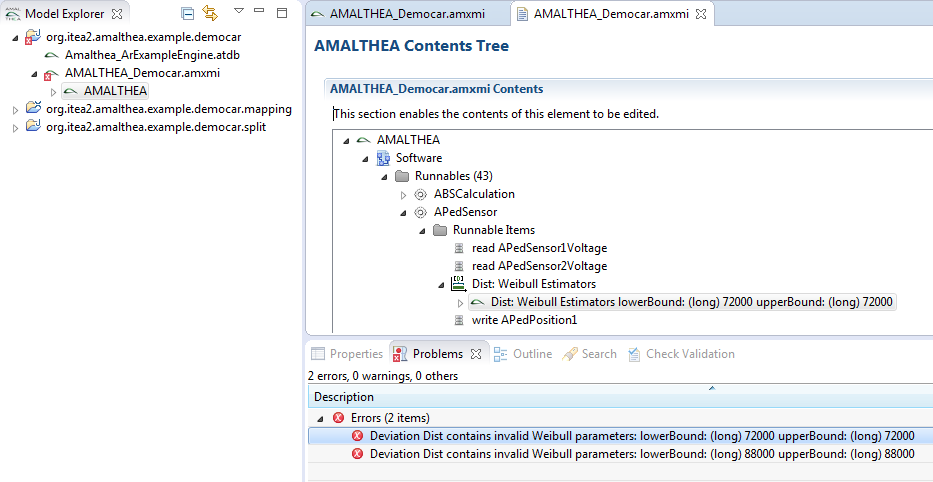 Model Explorer
org.itea2.amalthea.example.democar
Amalthea_ArExampleEngine.atdb
AMALTHEA_Democar.amxmi
AMALTHEA
org.itea2.amalthea.example.democar.mapping
org.itea2.amalthea.example.democar.split
AMALTHEA_Democar.amxmi
AMALTHEA_Democar.amxmi
AMALTHEA Contents Tree
AMALTHEA_Democar.amxmi Contents
This section enables the contents of this element to be edited.
AMALTHEA
Software
Runnables (43)
ABSCalculation
APedSensor
Runnable Items
read APedSensor1Voltage
read APedSensor2Voltage
Dist: Weibull Estimators
Dist: Weibull Estimators lowerBound: (long) 72000 upperBound: (long) 72000
write APedPosition1
Properties Problems Outline Search Check Validation
2 errors, 0 warnings, 0 others
Description
Errors (2 items)
Deviation Dist contains invalid Weibull parameters: lowerBound: (long) 72000 upperBound: (long) 72000
Deviation Dist contains invalid Weibull parameters: lowerBound: (long) 88000 upperBound: (long) 88000